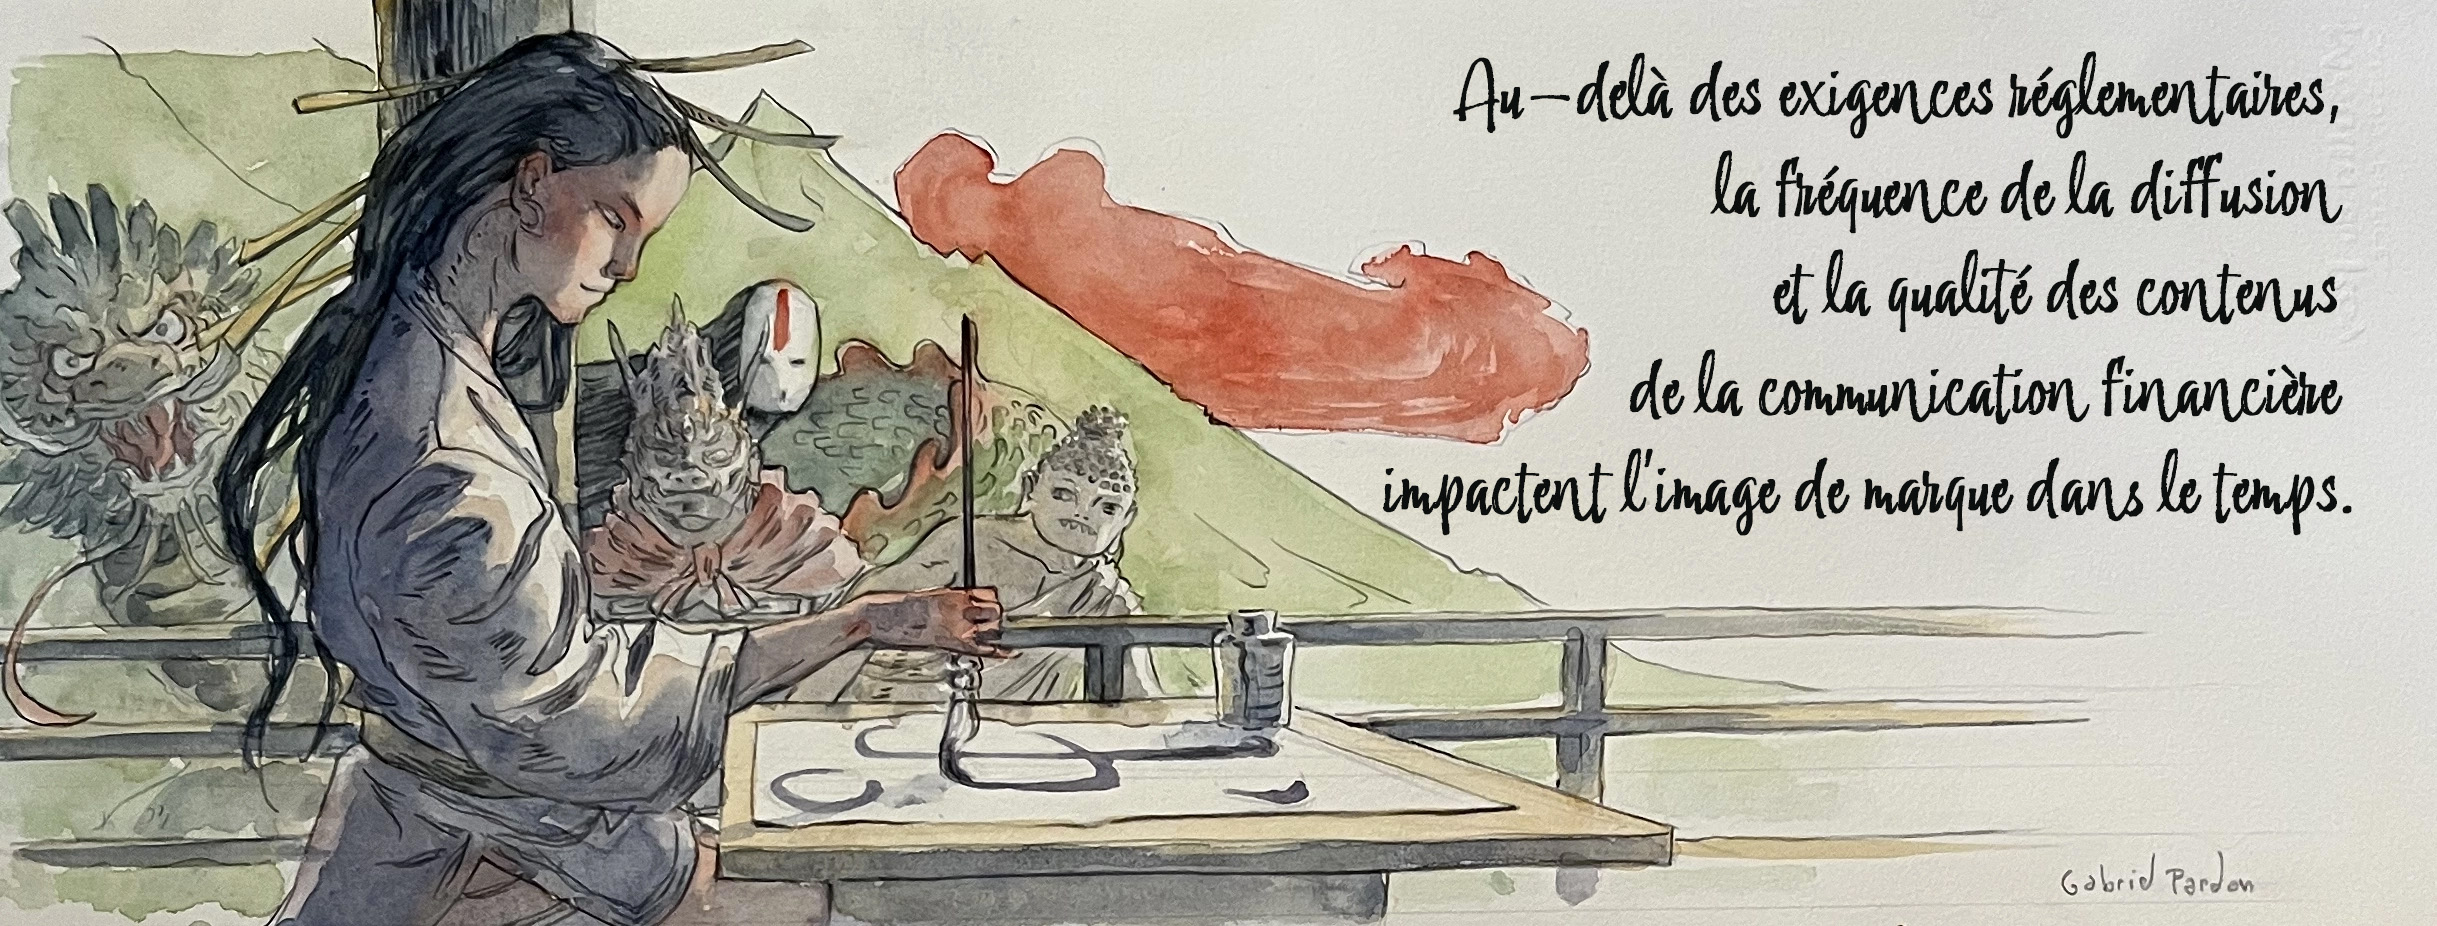 Au-delà des exigences réglementaires,
la fréquence de la diffusion
et la qualité des contenus
de la communication financière
impactent l'image de marque dans le temps.
Gabriel Pardon